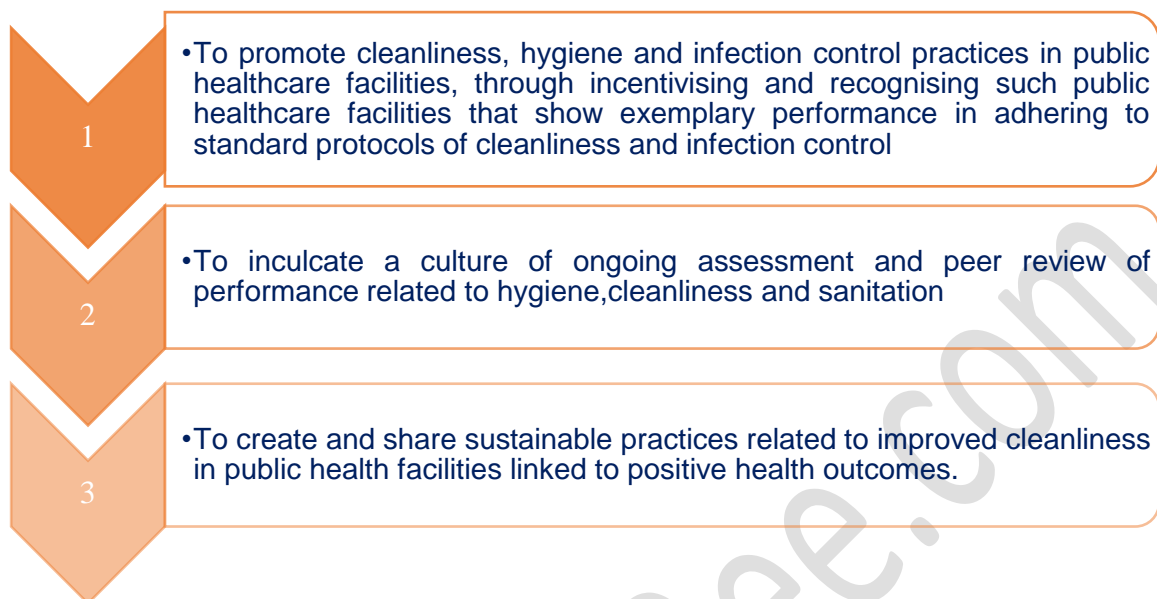 1
•To promote cleanliness, hygiene and infection control practices in public
healthcare facilities, through incentivising and recognising such public
healthcare facilities that show exemplary performance in adhering to
standard protocols of cleanliness and infection control
2
•To inculcate a culture of ongoing assessment and peer review of
performance related to hygiene,cleanliness and sanitation
3
•To create and share sustainable practices related to improved cleanliness
in public health facilities linked to positive health outcomes.
ee.com